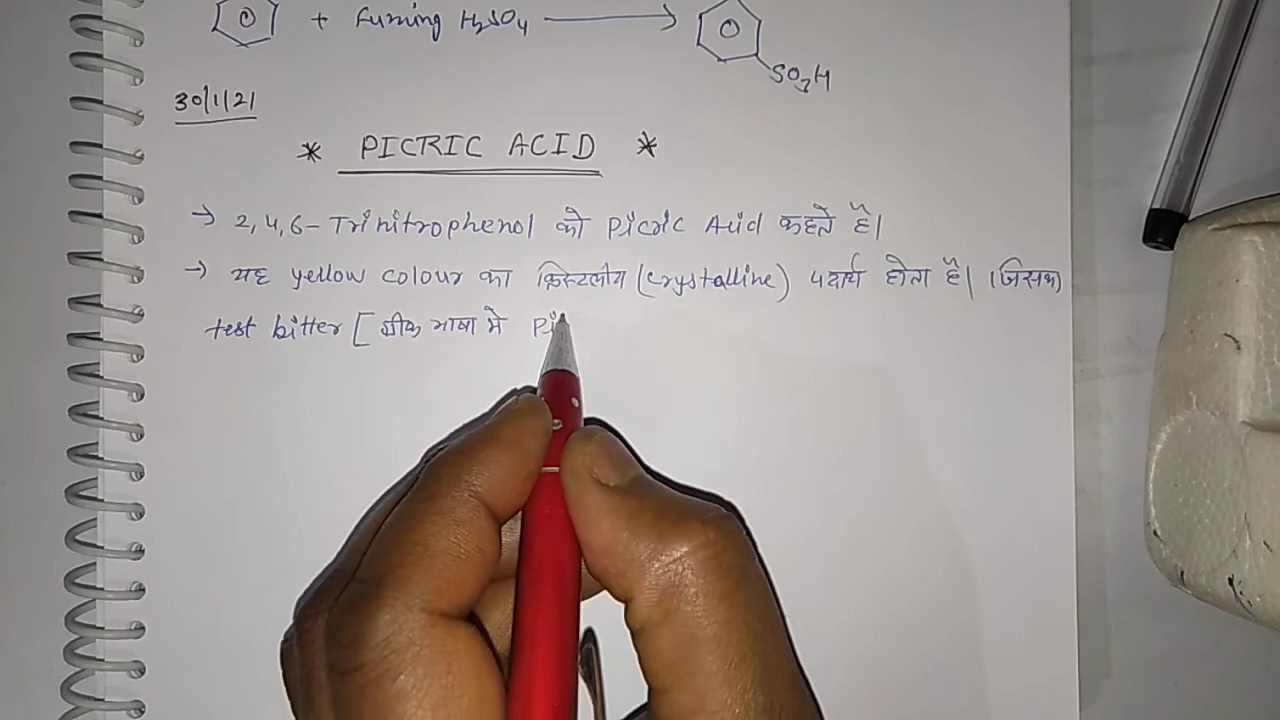 + Fuming H₂SO₄ ⟶ SO₃H
30/1/21
* PICRIC ACID *
→ 2,4,6-Trinitrophenol को Picric Acid कहते हैं।
→ यह yellow colour का क्रिस्टलीय (Crystalline) पदार्थ होता है। (जिसका
test bitter [ ग्रीक भाषा मे Pi